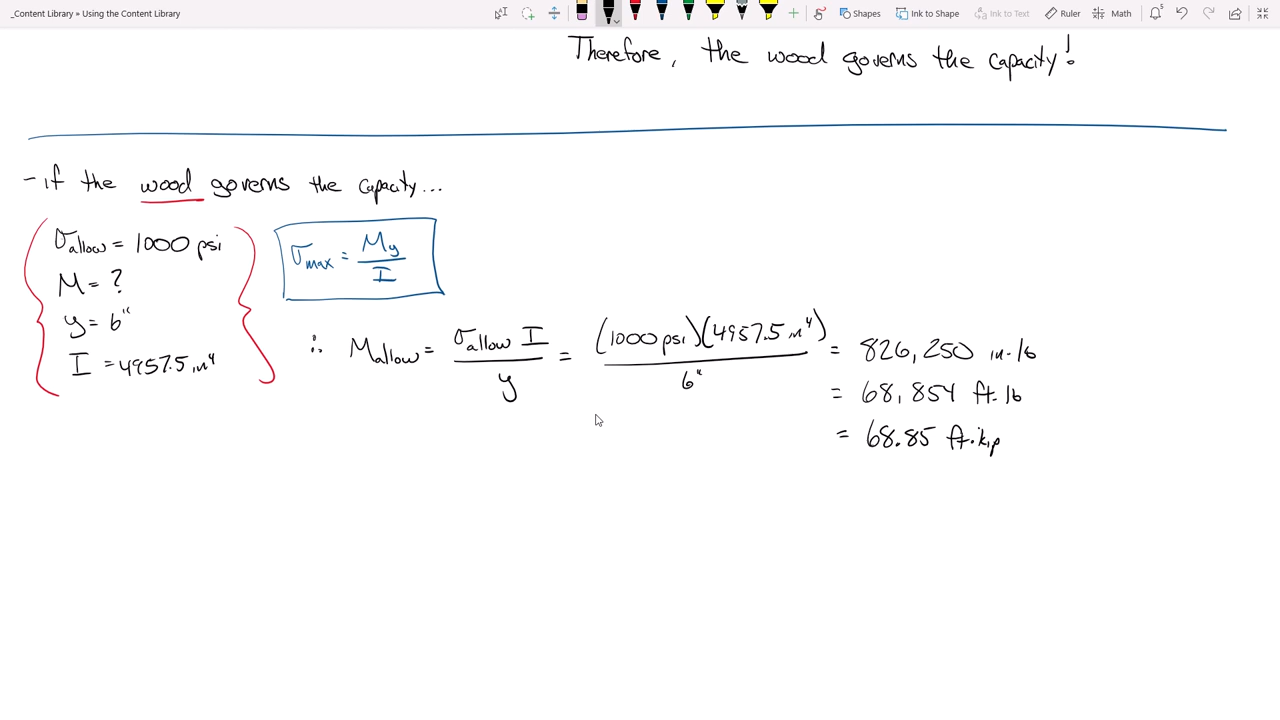 _Content Library » Using the Content Library
Shapes
Ink to Shape
Ink to Text
Ruler
Math
5
Therefore, the wood governs the capacity!
- if the wood governs the capacity...
σallow = 1000 psi
M = ?
y = 6"
I = 4957.5 in⁴
σmax = My / I
∴ Mallow = σallow I / y = (1000 psi)(4957.5 in⁴) / 6" = 826,250 in·lb
= 68,854 ft·lb
= 68.85 ft·kip